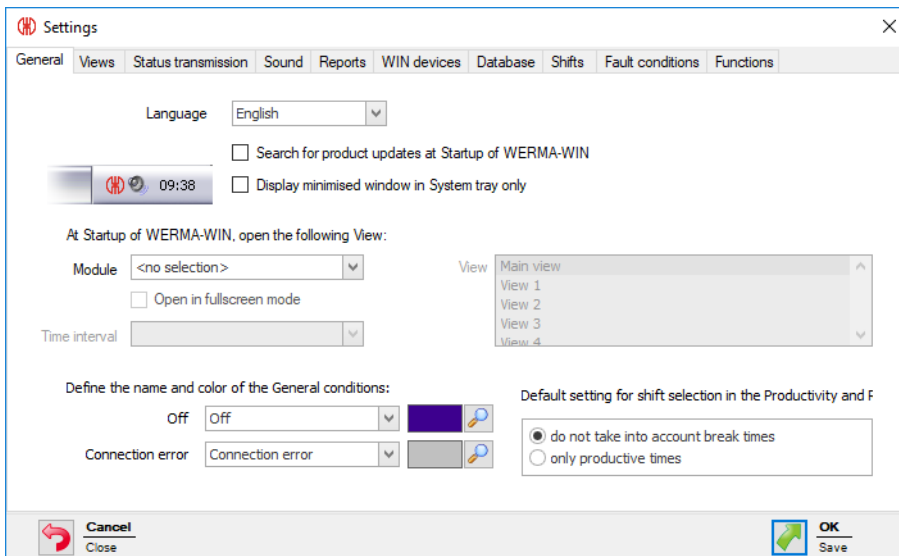 Settings
General Views Status transmission Sound Reports WIN devices Database Shifts Fault conditions Functions
Language English
Search for product updates at Startup of WERMA-WIN
09:38 Display minimised window in System tray only
At Startup of WERMA-WIN, open the following View:
Module <no selection> View Main view
View 1
Open in fullscreen mode
View 2
View 3
Time interval
View 4
Define the name and color of the General conditions:
Default setting for shift selection in the Productivity and
Off Off
do not take into account break times
Connection error Connection error
only productive times
Cancel
Close
OK
Save